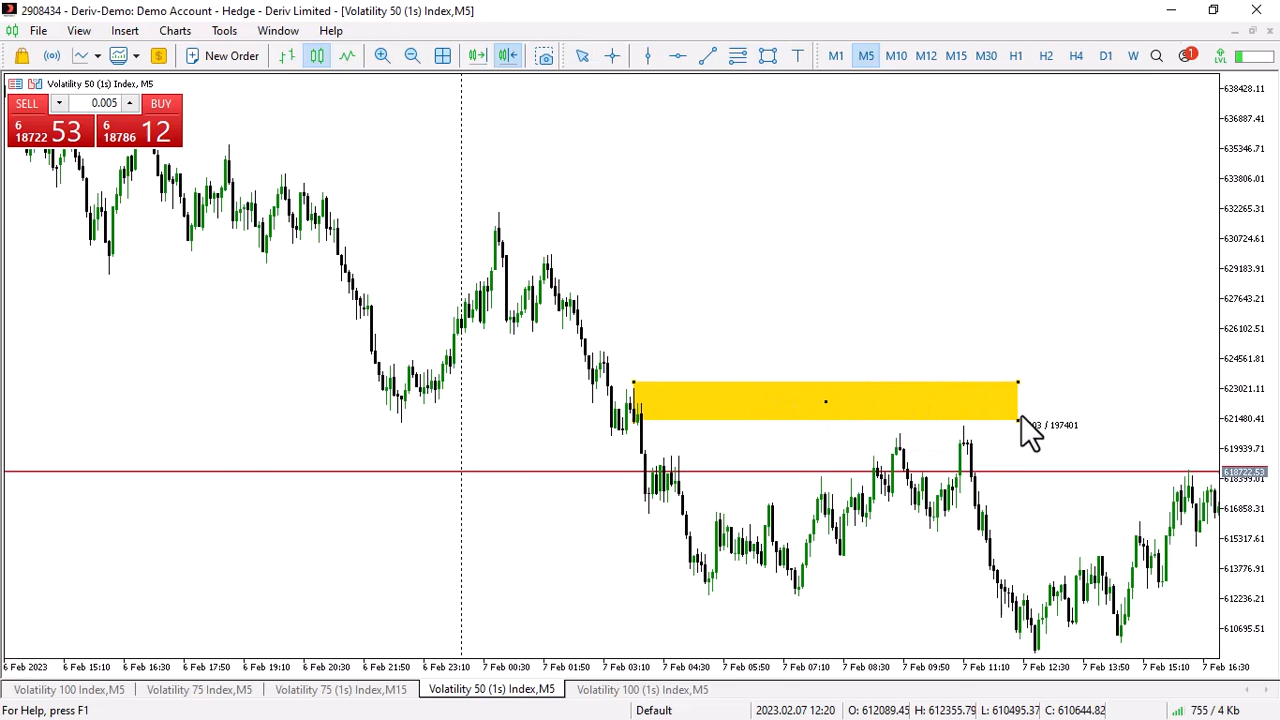 2908434 - Deriv-Demo: Demo Account - Hedge - Deriv Limited - [Volatility 50 (1s) Index,M5]
File Edit View Insert Charts Tools Window Help
New Order M1 M5 M10 M12 M15 M30 H1 H2 H4 D1 W 1 LVL
Volatility 50 (1s) Index, M5
SELL 0.005 BUY
6 18722 53 6 18786 12
638428.11
636887.41
635346.71
633806.01
632265.31
630724.61
629183.91
627643.21
626102.51
624561.81
623021.11
621480.41
03 / 197401
619939.71
618722.53
618399.01
616858.31
615317.61
613776.91
612236.21
610695.51
6 Feb 2023 6 Feb 15:10 6 Feb 16:30 6 Feb 17:50 6 Feb 19:10 6 Feb 20:30 6 Feb 21:50 6 Feb 23:10 7 Feb 00:30 7 Feb 01:50 7 Feb 03:10 7 Feb 04:30 7 Feb 05:50 7 Feb 07:10 7 Feb 08:30 7 Feb 09:50 7 Feb 11:10 7 Feb 12:30 7 Feb 13:50 7 Feb 15:10 7 Feb 16:30
Volatility 100 Index,M5 Volatility 75 Index,M5 Volatility 75 (1s) Index,M15 Volatility 50 (1s) Index,M5 Volatility 100 (1s) Index,M5
For Help, press F1 Default 2023.02.07 12:20 O: 612089.45 H: 612355.79 L: 610495.37 C: 610644.82 755 / 4 Kb